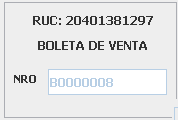 RUC: 20401381297
BOLETA DE VENTA
NRO B0000008